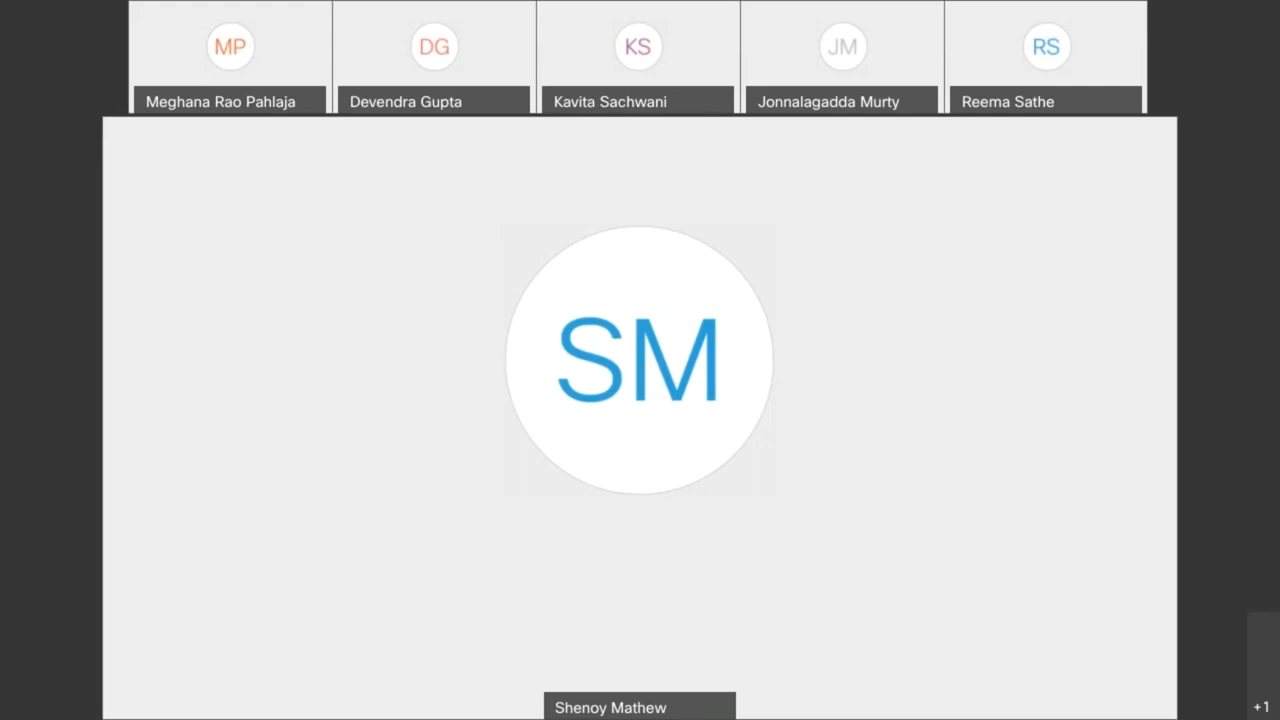 MP
DG
KS
JM
RS
Meghana Rao Pahlaja
Devendra Gupta
Kavita Sachwani
Jonnalagadda Murty
Reema Sathe
SM
Shenoy Mathew
+1